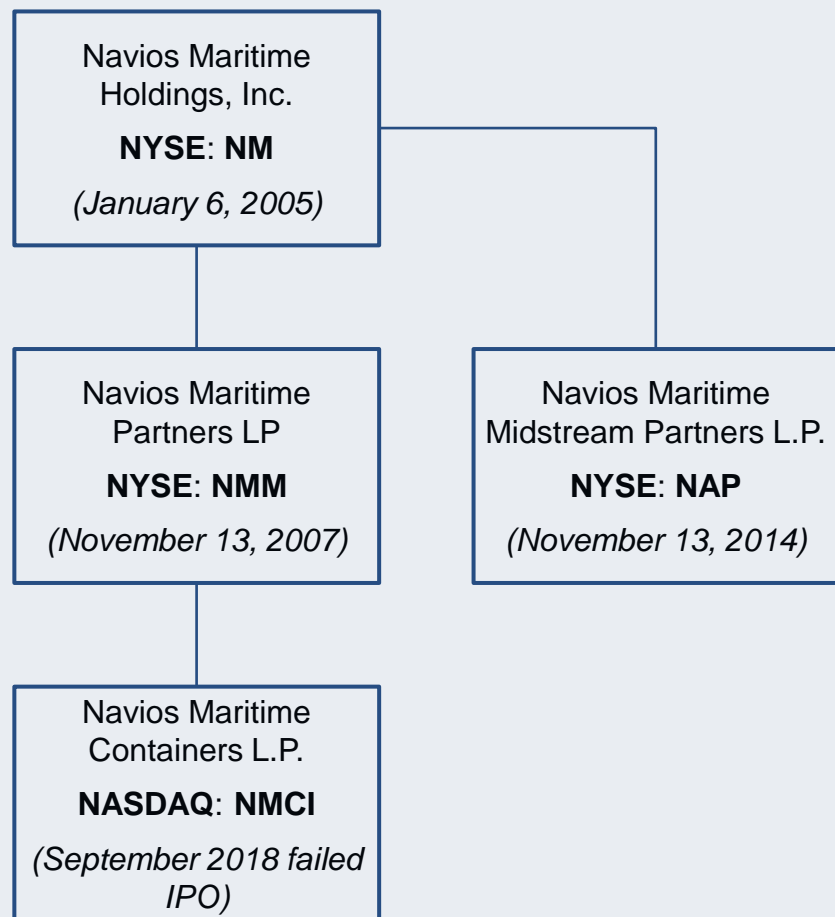 Navios Maritime
Holdings, Inc.
NYSE: NM
(January 6, 2005)
Navios Maritime
Partners LP
NYSE: NMM
(November 13, 2007)
Navios Maritime
Midstream Partners L.P.
NYSE: NAP
(November 13, 2014)
Navios Maritime
Containers L.P.
NASDAQ: NMCI
(September 2018 failed
IPO)